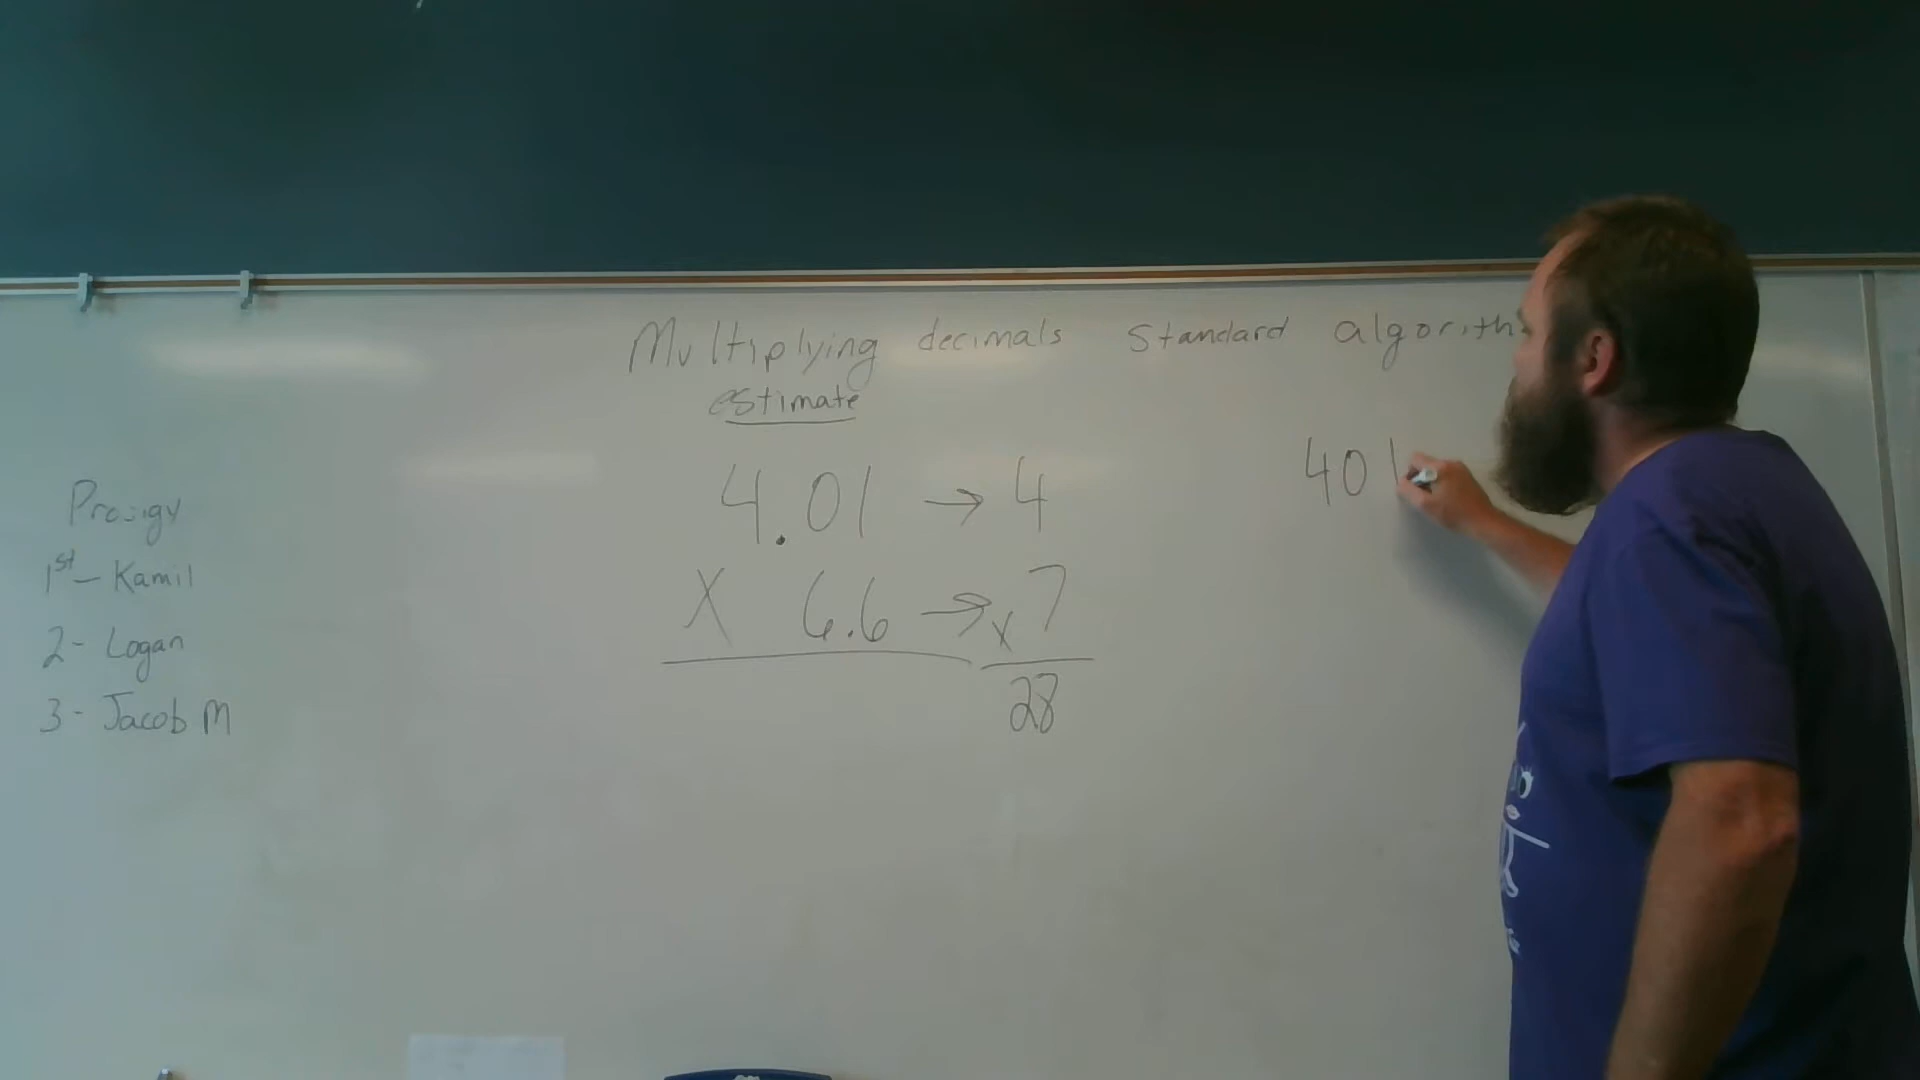 Multiplying decimals Standard algorith
estimate
4.01 → 4
X 6.6 → x 7
28
401
Prodigy
1st - Kamil
2 - Logan
3 - Jacob M